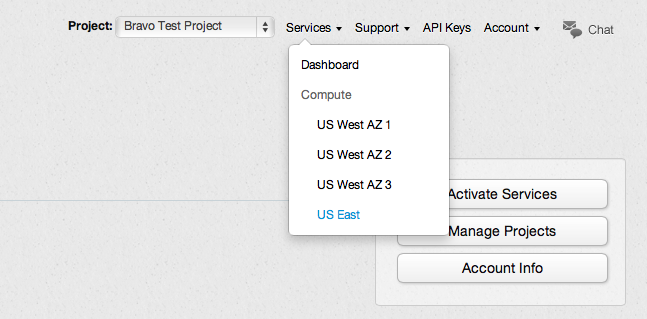 Project: Bravo Test Project Services Support API Keys Account Chat
Dashboard
Compute
US West AZ 1
US West AZ 2
US West AZ 3
US East
Activate Services
Manage Projects
Account Info